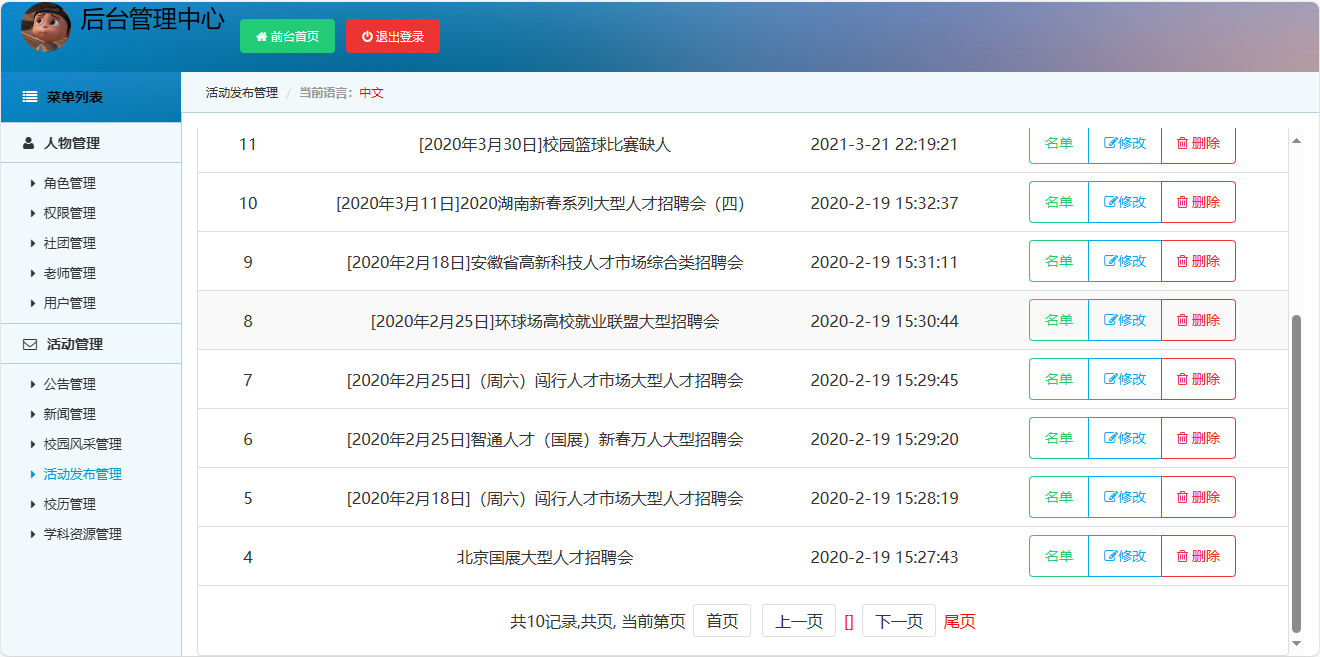 后台管理中心
前台首页 退出登录
菜单列表
活动发布管理 / 当前语言：中文
人物管理
角色管理
权限管理
社团管理
老师管理
用户管理
活动管理
公告管理
新闻管理
校园风采管理
活动发布管理
校历管理
学科资源管理
11 [2020年3月30日]校园篮球比赛缺人 2021-3-21 22:19:21 名单 修改 删除
10 [2020年3月11日]2020湖南新春系列大型人才招聘会（四） 2020-2-19 15:32:37 名单 修改 删除
9 [2020年2月18日]安徽省高新科技人才市场综合类招聘会 2020-2-19 15:31:11 名单 修改 删除
8 [2020年2月25日]环球场高校就业联盟大型招聘会 2020-2-19 15:30:44 名单 修改 删除
7 [2020年2月25日]（周六）闯行人才市场大型人才招聘会 2020-2-19 15:29:45 名单 修改 删除
6 [2020年2月25日]智通人才（国展）新春万人大型招聘会 2020-2-19 15:29:20 名单 修改 删除
5 [2020年2月18日]（周六）闯行人才市场大型人才招聘会 2020-2-19 15:28:19 名单 修改 删除
4 北京国展大型人才招聘会 2020-2-19 15:27:43 名单 修改 删除
共10记录,共页, 当前第页 首页 上一页 [] 下一页 尾页